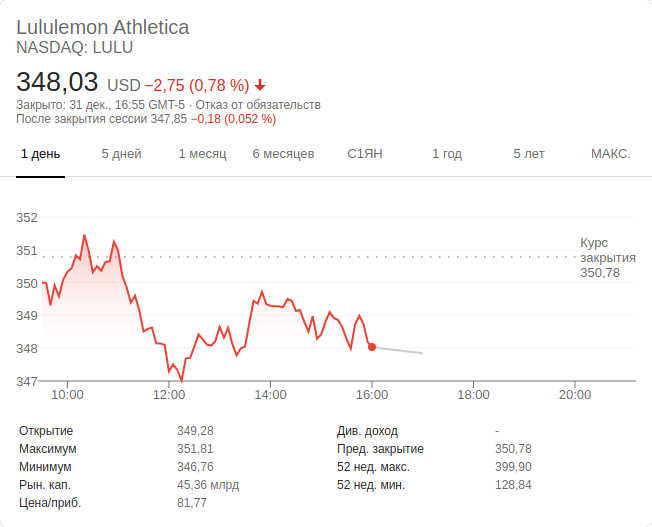 Lululemon Athletica
NASDAQ: LULU
348,03 USD −2,75 (0,78 %)
Закрыто: 31 дек., 16:55 GMT-5 · Отказ от обязательств
После закрытия сессии 347,85 −0,18 (0,052 %)
1 день 5 дней 1 месяц 6 месяцев С1ЯН 1 год 5 лет МАКС.
352
351
350
349
348
347
Курс
закрытия
350,78
10:00 12:00 14:00 16:00 18:00 20:00
Открытие 349,28 Див. доход -
Максимум 351,81 Пред. закрытие 350,78
Минимум 346,76 52 нед. макс. 399,90
Рын. кап. 45,36 млрд 52 нед. мин. 128,84
Цена/приб. 81,77